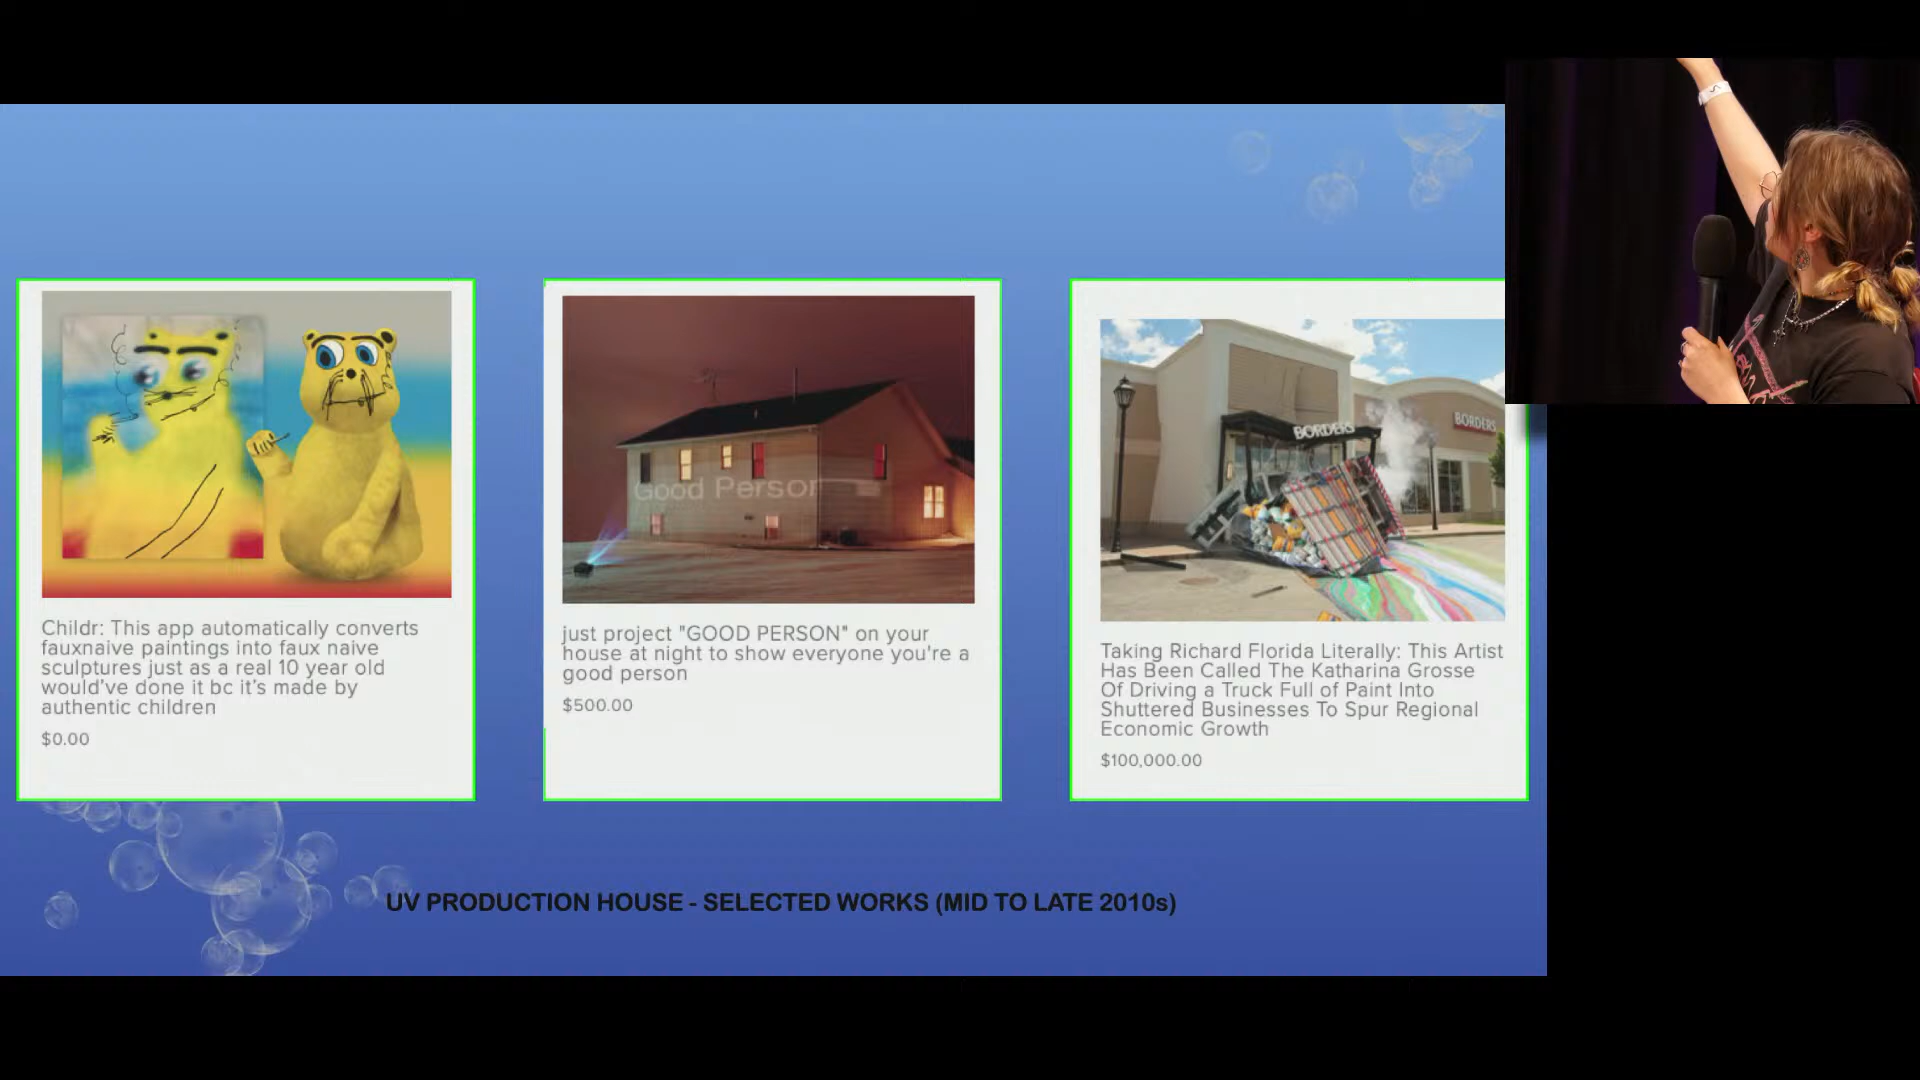 Good Person
BORDERS
BORDERS
Childr: This app automatically converts
fauxnaive paintings into faux naive
sculptures just as a real 10 year old
would've done it bc it's made by
authentic children
$0.00
just project "GOOD PERSON" on your
house at night to show everyone you're a
good person
$500.00
Taking Richard Florida Literally: This Artist
Has Been Called The Katharina Grosse
Of Driving a Truck Full of Paint Into
Shuttered Businesses To Spur Regional
Economic Growth
$100,000.00
UV PRODUCTION HOUSE - SELECTED WORKS (MID TO LATE 2010s)